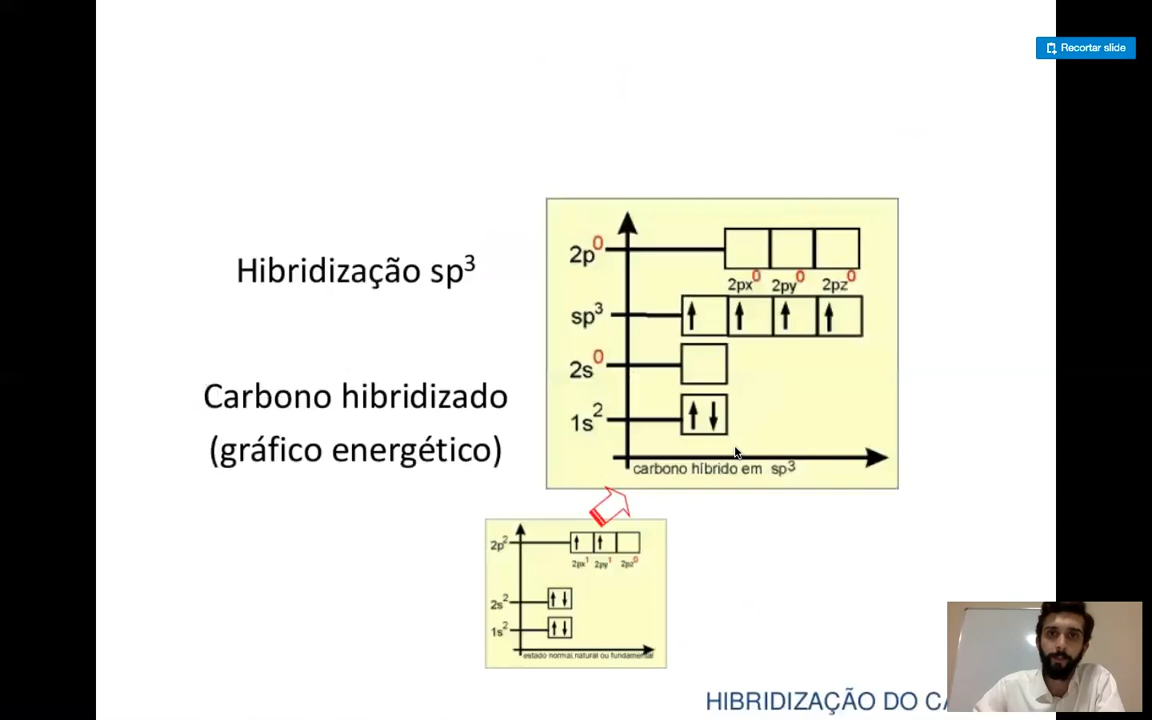 Recortar slide
Hibridização sp³
Carbono hibridizado
(gráfico energético)
2p⁰
2px⁰ 2py⁰ 2pz⁰
sp³
2s⁰
1s²
carbono híbrido em sp³
2p²
2px¹ 2py¹ 2pz⁰
2s²
1s²
estado normal,natural ou fundamental
HIBRIDIZAÇÃO DO